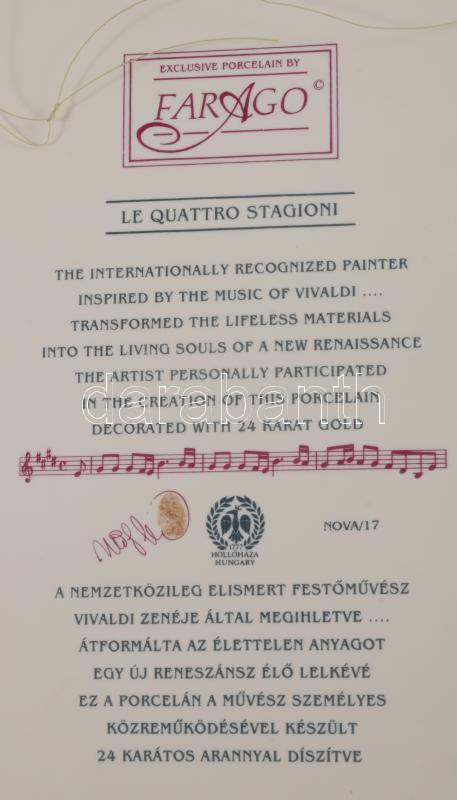 EXCLUSIVE PORCELAIN BY
FARAGO ©
LE QUATTRO STAGIONI
THE INTERNATIONALLY RECOGNIZED PAINTER
INSPIRED BY THE MUSIC OF VIVALDI ....
TRANSFORMED THE LIFELESS MATERIALS
INTO THE LIVING SOULS OF A NEW RENAISSANCE
THE ARTIST PERSONALLY PARTICIPATED
IN THE CREATION OF THIS PORCELAIN
darabanth
DECORATED WITH 24 KARAT GOLD
1777
HOLLÓHÁZA
HUNGARY
NOVA/17
A NEMZETKÖZILEG ELISMERT FESTŐMŰVÉSZ
VIVALDI ZENÉJE ÁLTAL MEGIHLETVE ....
ÁTFORMÁLTA AZ ÉLETTELEN ANYAGOT
EGY ÚJ RENESZÁNSZ ÉLŐ LELKÉVÉ
EZ A PORCELÁN A MŰVÉSZ SZEMÉLYES
KÖZREMŰKÖDÉSÉVEL KÉSZÜLT
24 KARÁTOS ARANNYAL DÍSZÍTVE